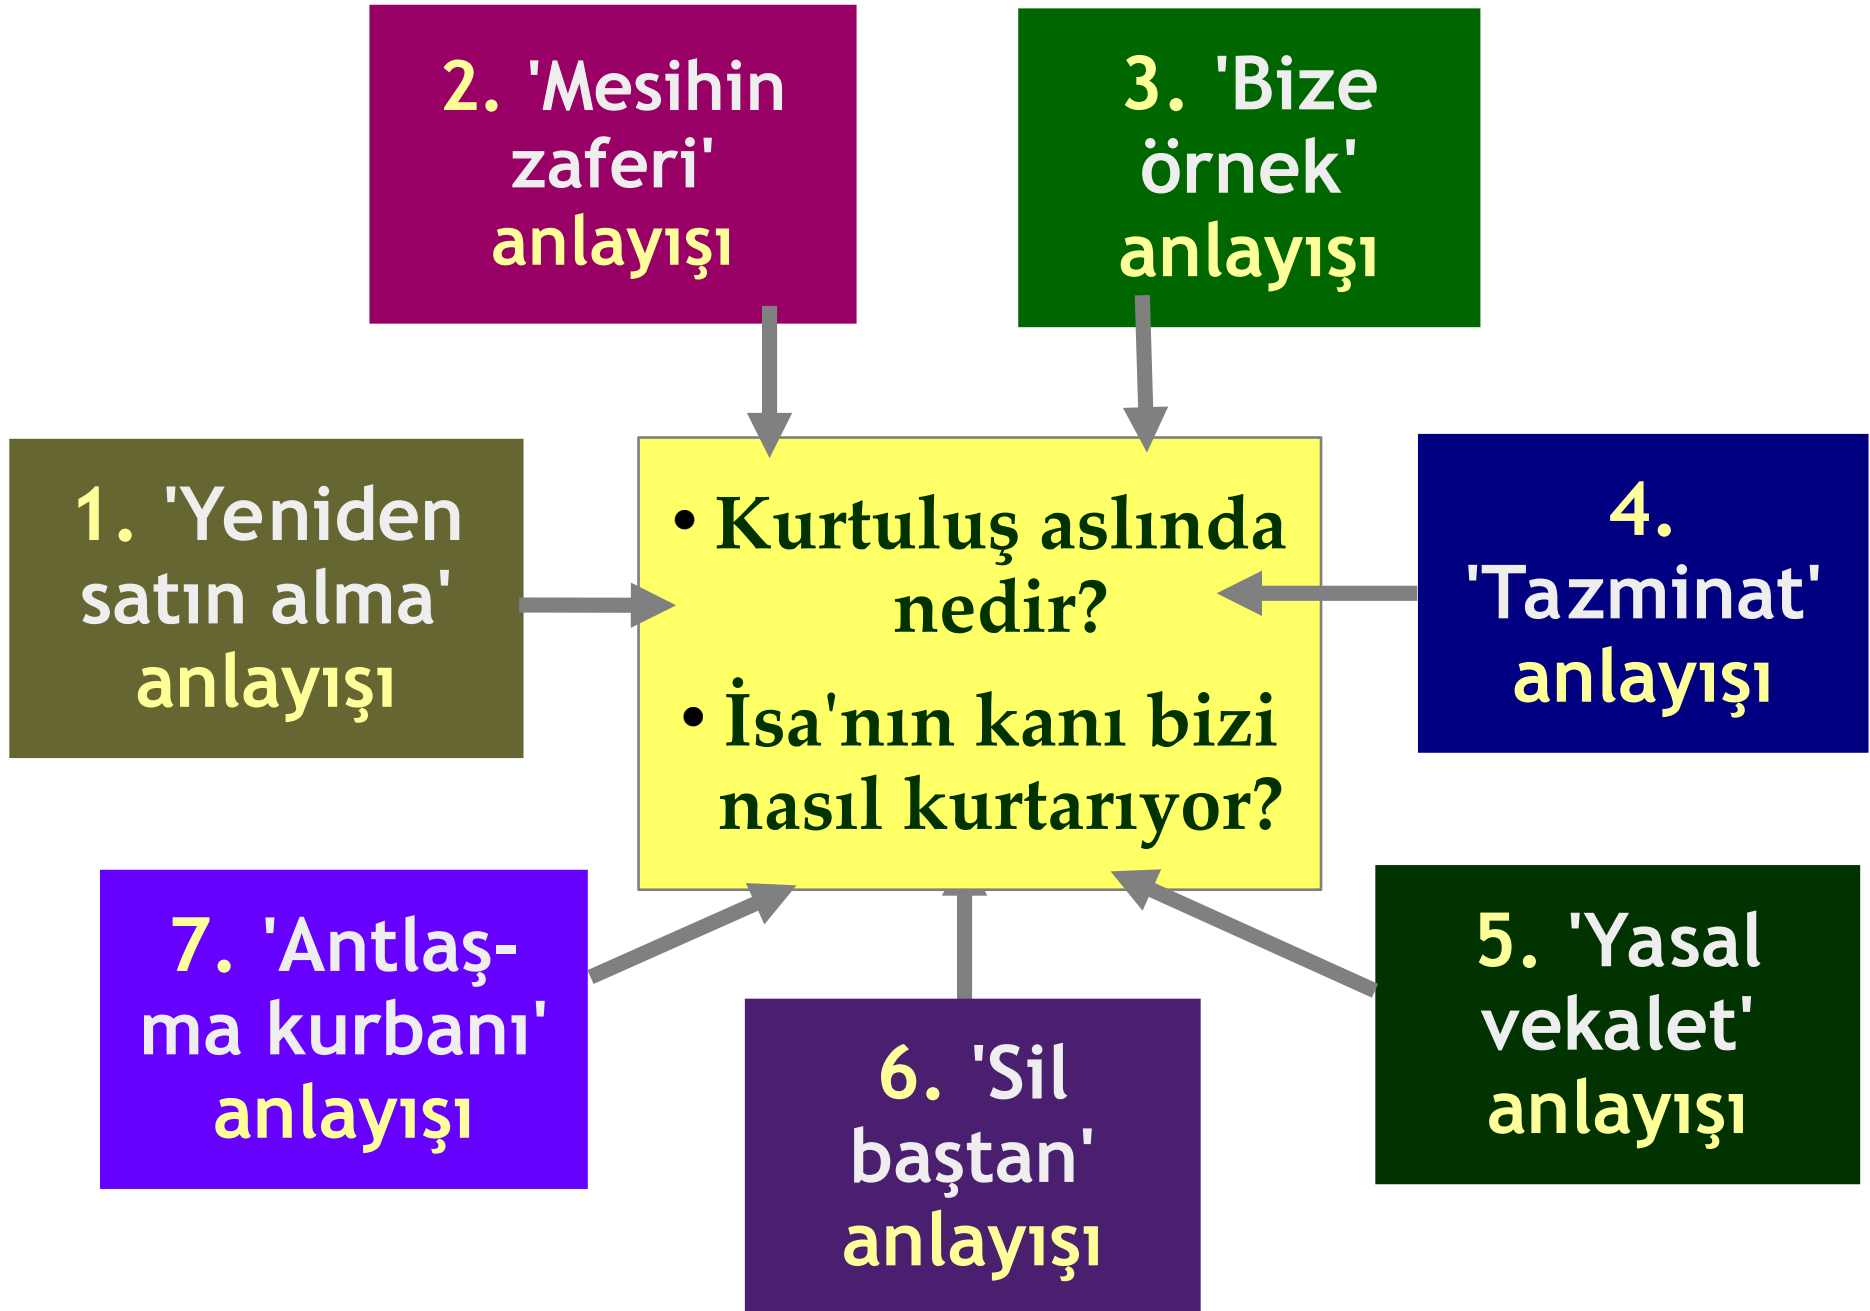 1. 'Yeniden
satın alma'
anlayışı
2. 'Mesihin
zaferi'
anlayışı
3. 'Bize
örnek'
anlayışı
4.
'Tazminat'
anlayışı
5. 'Yasal
vekalet'
anlayışı
6. 'Sil
baştan'
anlayışı
7. 'Antlaş-
ma kurbanı'
anlayışı
• Kurtuluş aslında
nedir?
• İsa'nın kanı bizi
nasıl kurtarıyor?